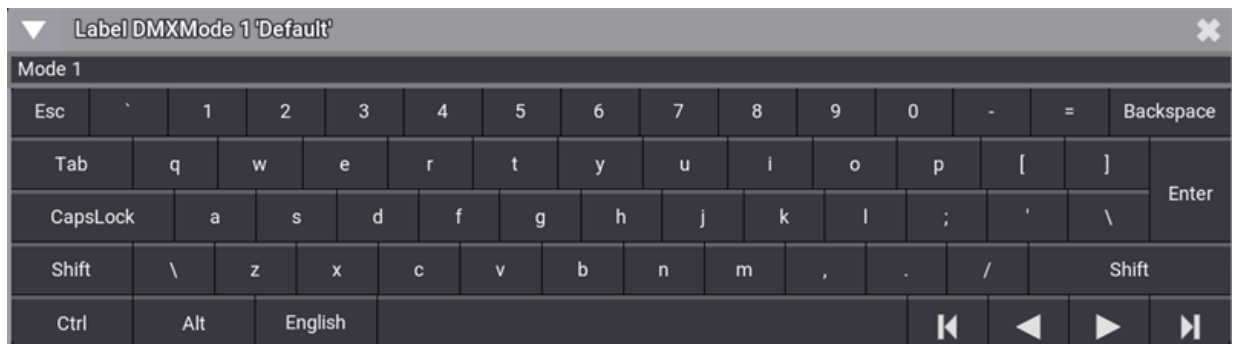 Label DMXMode 1 'Default'
Mode 1
Esc ` 1 2 3 4 5 6 7 8 9 0 - = Backspace
Tab q w e r t y u i o p [ ]
Enter
CapsLock a s d f g h j k l ; ' \
Shift \ z x c v b n m , . / Shift
Ctrl Alt English